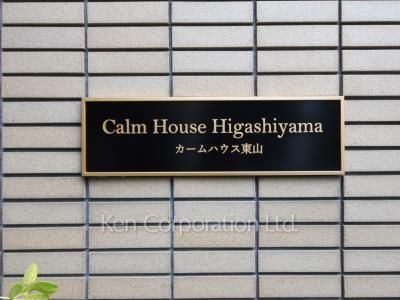 Calm House Higashiyama
カームハウス東山
Ken Corporation Ltd.